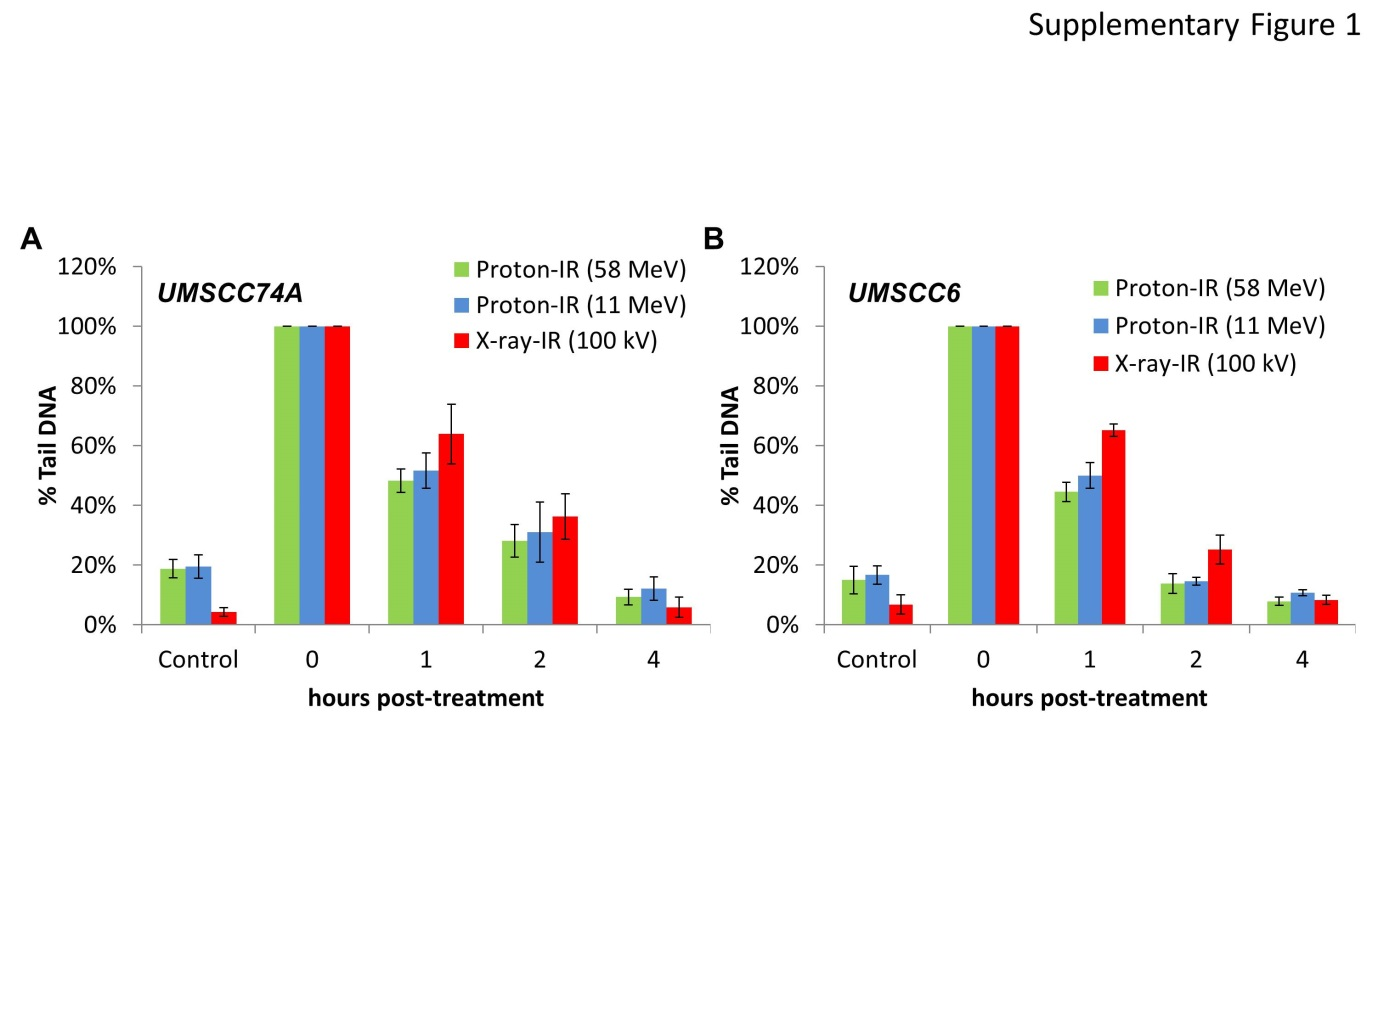 Supplementary Figure 1
A
120%
100%
80%
60%
40%
20%
0%
% Tail DNA
UMSCC74A
Proton-IR (58 MeV)
Proton-IR (11 MeV)
X-ray-IR (100 kV)
Control 0 1 2 4
hours post-treatment
B
120%
100%
80%
60%
40%
20%
0%
% Tail DNA
UMSCC6
Proton-IR (58 MeV)
Proton-IR (11 MeV)
X-ray-IR (100 kV)
Control 0 1 2 4
hours post-treatment